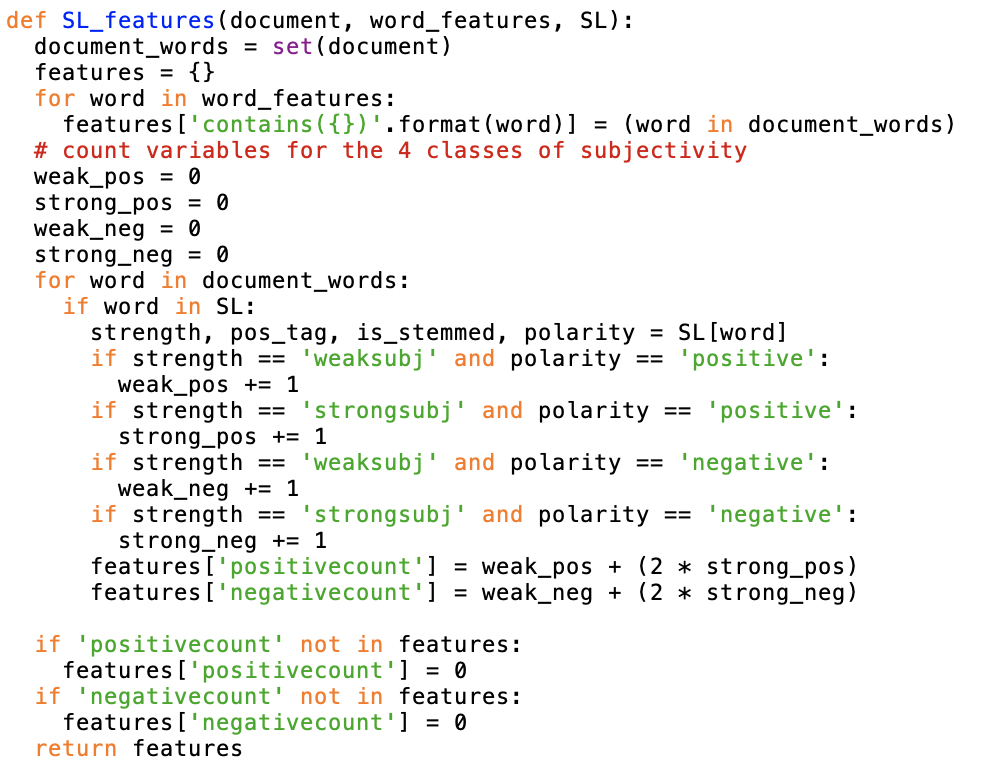 def SL_features(document, word_features, SL):
  document_words = set(document)
  features = {}
  for word in word_features:
    features['contains({})'.format(word)] = (word in document_words)
  # count variables for the 4 classes of subjectivity
  weak_pos = 0
  strong_pos = 0
  weak_neg = 0
  strong_neg = 0
  for word in document_words:
    if word in SL:
      strength, pos_tag, is_stemmed, polarity = SL[word]
      if strength == 'weaksubj' and polarity == 'positive':
        weak_pos += 1
      if strength == 'strongsubj' and polarity == 'positive':
        strong_pos += 1
      if strength == 'weaksubj' and polarity == 'negative':
        weak_neg += 1
      if strength == 'strongsubj' and polarity == 'negative':
        strong_neg += 1
      features['positivecount'] = weak_pos + (2 * strong_pos)
      features['negativecount'] = weak_neg + (2 * strong_neg)

  if 'positivecount' not in features:
    features['positivecount'] = 0
  if 'negativecount' not in features:
    features['negativecount'] = 0
  return features